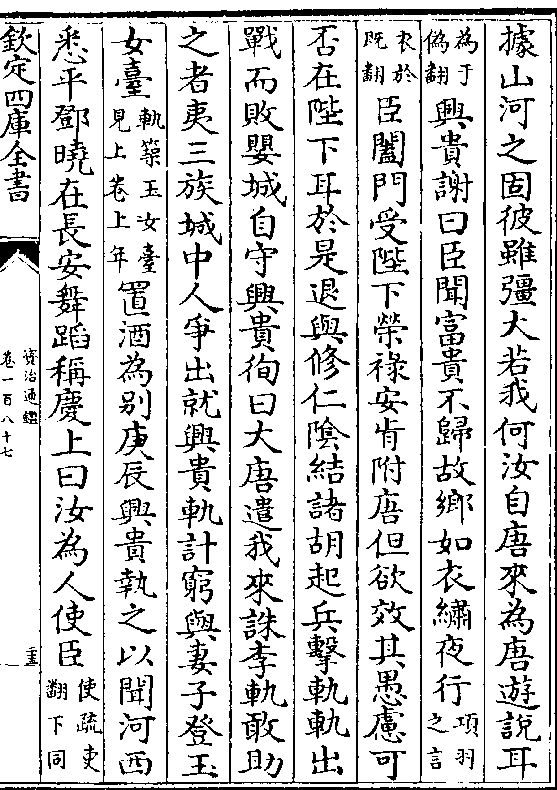 據山河之固彼雖彊大若我何汝自唐來為唐遊説耳
為于偽翻興貴謝曰臣聞富貴不歸故鄉如衣繡夜行項羽之言
衣於既翻臣闔門受陛下榮祿安肯附唐但欲效其愚慮可
否在陛下耳於是退與修仁陰結諸胡起兵擊軌軌出
戰而敗嬰城自守興貴徇曰大唐遣我來誅李軌敢助
之者夷三族城中人爭出就興貴軌計窮與妻子登玉
女臺軌築玉女臺見上卷上年置酒為别庚辰興貴執之以聞河西
悉平鄧曉在長安舞蹈稱慶上曰汝為人使臣使疏吏翻下同
欽定四庫全書
資治通鑑
卷一百八十七